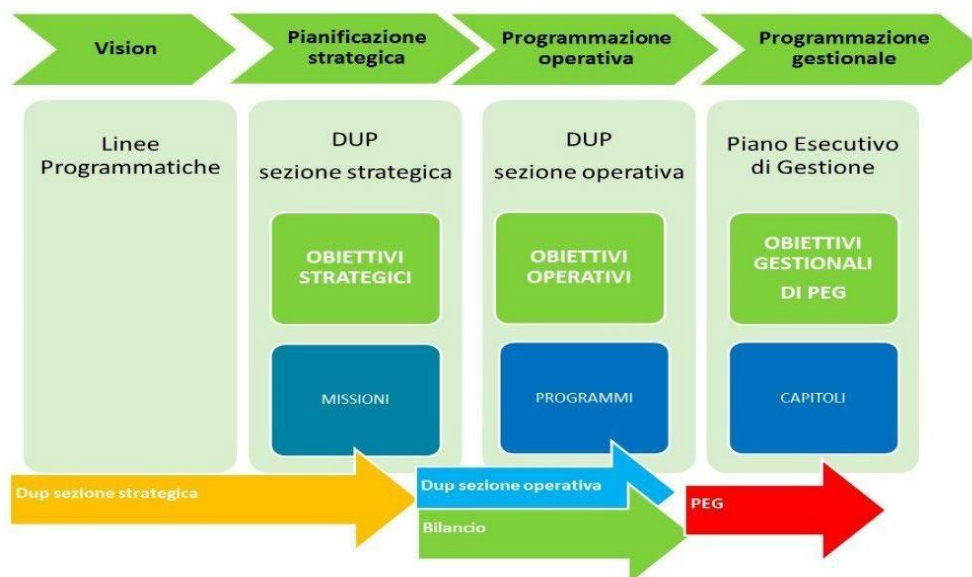 Vision
Pianificazione
strategica
Programmazione
operativa
Programmazione
gestionale
Linee
Programmatiche
DUP
sezione strategica
OBIETTIVI
STRATEGICI
MISSIONI
DUP
sezione operativa
OBIETTIVI
OPERATIVI
PROGRAMMI
Piano Esecutivo
di Gestione
OBIETTIVI
GESTIONALI
DI PEG
CAPITOLI
Dup sezione strategica
Dup sezione operativa
Bilancio
PEG